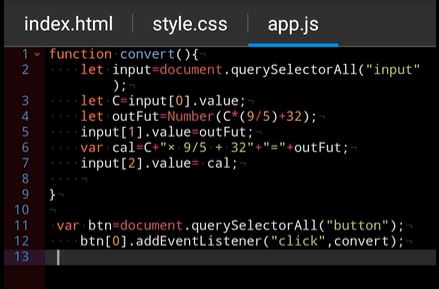 index.html style.css app.js
1 function convert(){
2 let input=document.querySelectorAll("input"
);
3 let C=input[0].value;
4 let outFut=Number(C*(9/5)+32);
5 input[1].value=outFut;
6 var cal=C+"× 9/5 + 32"+"="+outFut;
7 input[2].value= cal;
8
9 }
10
11 var btn=document.querySelectorAll("button");
12 btn[0].addEventListener("click",convert);
13